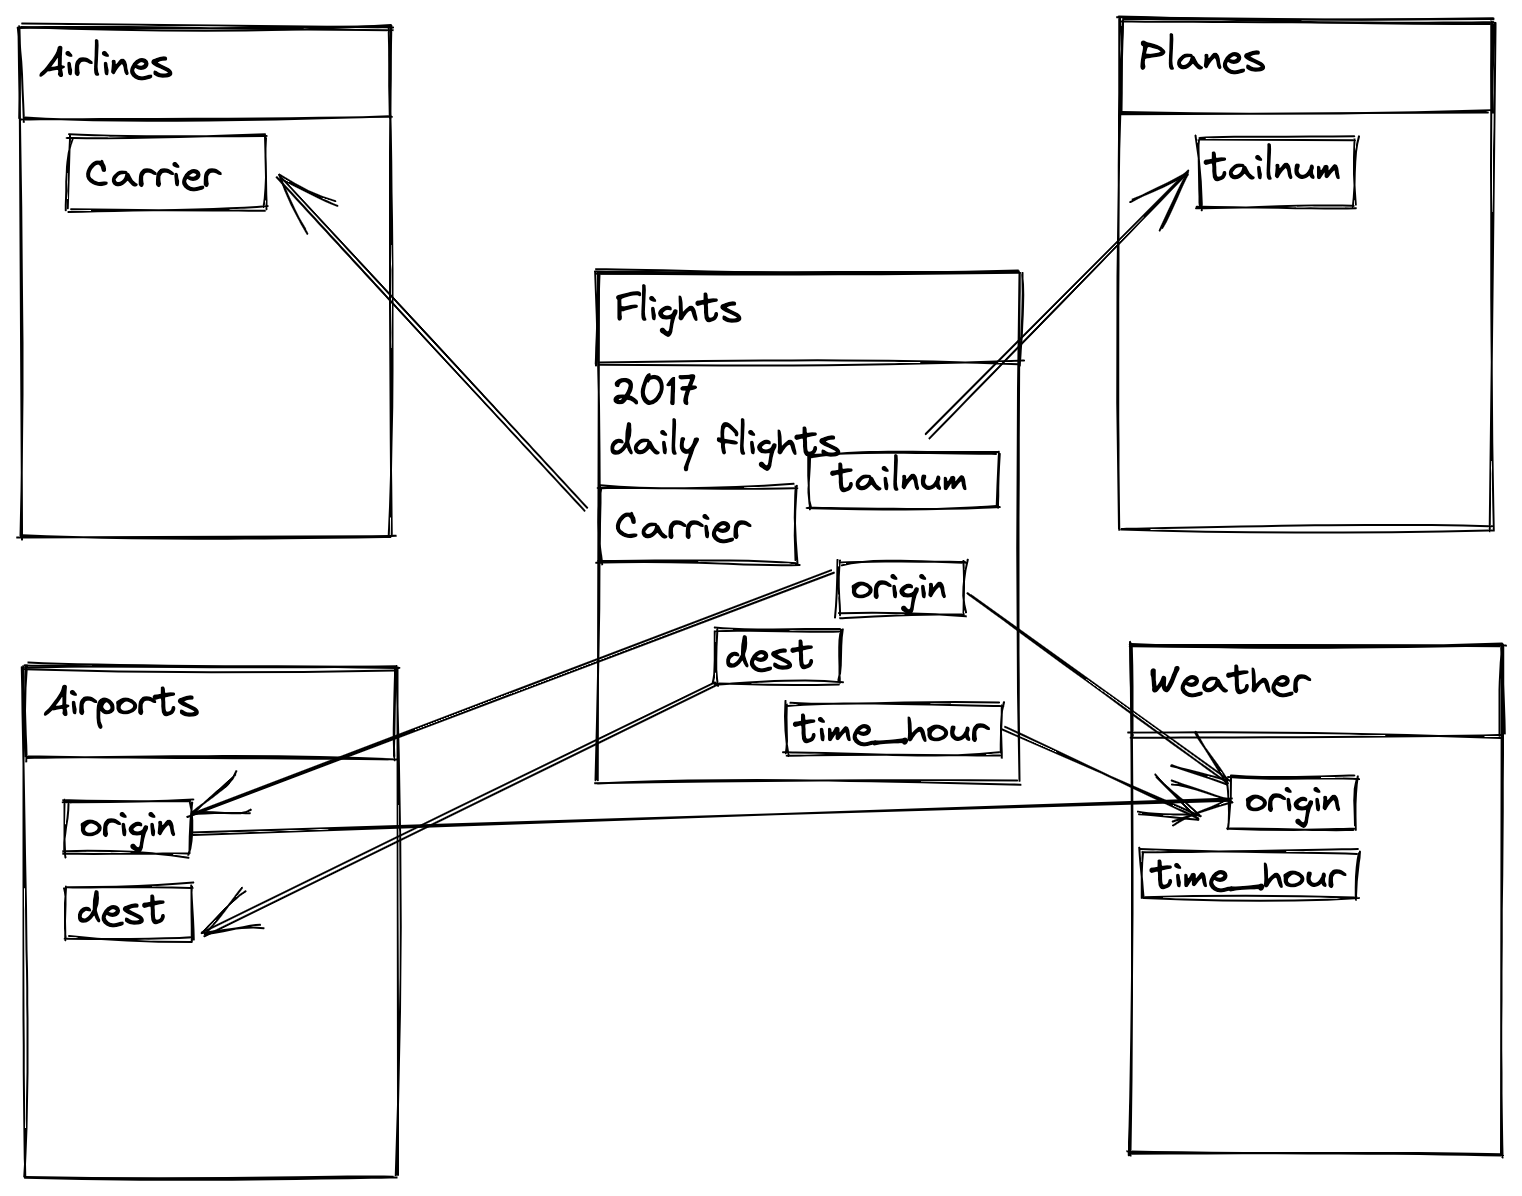 Airlines
Carrier
Planes
tailnum
Flights
2017
daily flights
tailnum
Carrier
origin
dest
time_hour
Airports
origin
dest
Weather
origin
time_hour